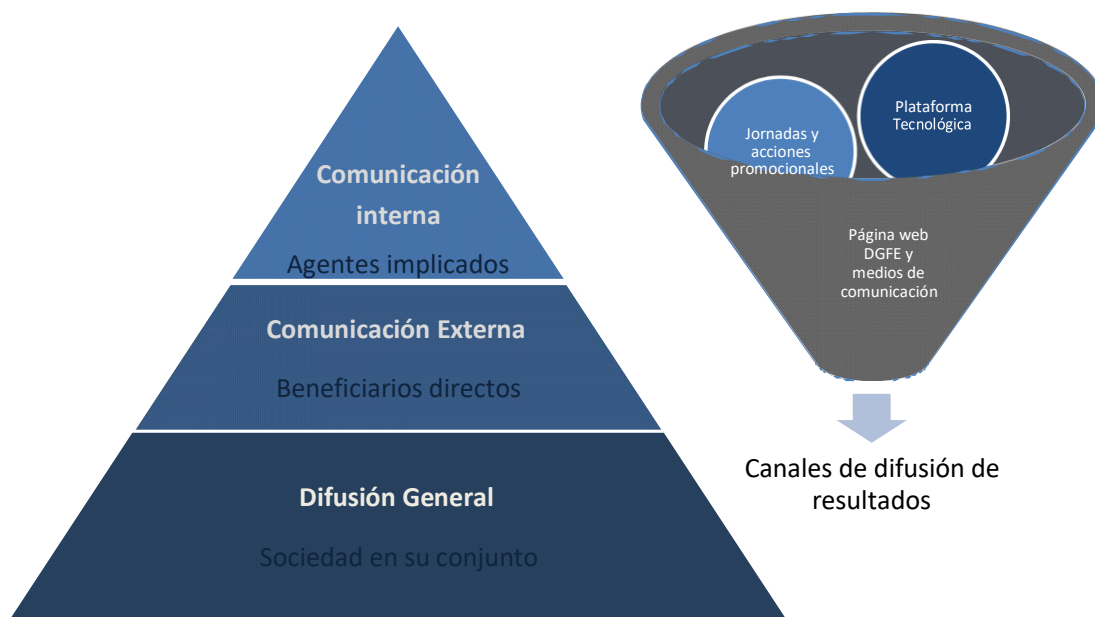 Comunicación
interna
Agentes implicados
Comunicación Externa
Beneficiarios directos
Difusión General
Sociedad en su conjunto
Plataforma
Tecnológica
Jornadas y
acciones
promocionales
Página web
DGFE y
medios de
comunicación
Canales de difusión de
resultados